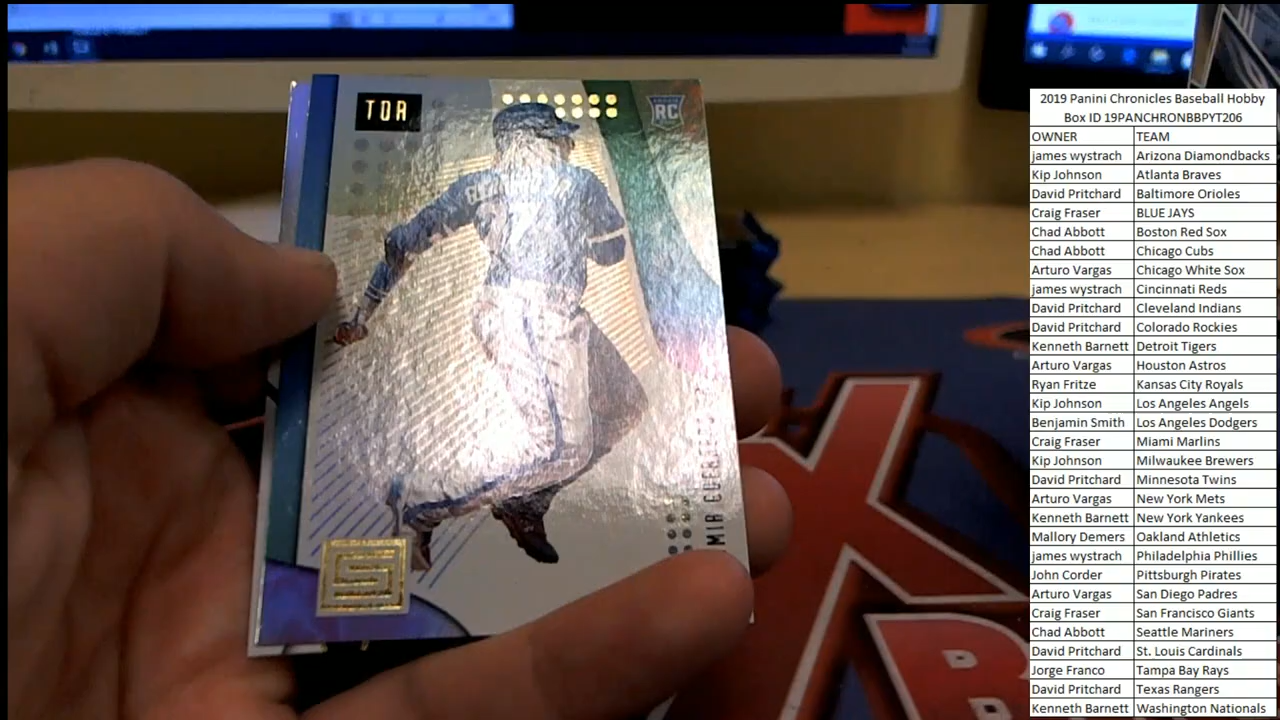 TOR
RC
2019 Panini Chronicles Baseball Hobby
Box ID 19PANCHRONBBPYT206
OWNER TEAM
james wystrach Arizona Diamondbacks
Kip Johnson Atlanta Braves
David Pritchard Baltimore Orioles
Craig Fraser BLUE JAYS
Chad Abbott Boston Red Sox
Chad Abbott Chicago Cubs
Arturo Vargas Chicago White Sox
james wystrach Cincinnati Reds
David Pritchard Cleveland Indians
David Pritchard Colorado Rockies
Kenneth Barnett Detroit Tigers
Arturo Vargas Houston Astros
Ryan Fritze Kansas City Royals
Kip Johnson Los Angeles Angels
Benjamin Smith Los Angeles Dodgers
Craig Fraser Miami Marlins
Kip Johnson Milwaukee Brewers
David Pritchard Minnesota Twins
Arturo Vargas New York Mets
Kenneth Barnett New York Yankees
Mallory Demers Oakland Athletics
james wystrach Philadelphia Phillies
John Corder Pittsburgh Pirates
Arturo Vargas San Diego Padres
Craig Fraser San Francisco Giants
Chad Abbott Seattle Mariners
David Pritchard St. Louis Cardinals
Jorge Franco Tampa Bay Rays
David Pritchard Texas Rangers
Kenneth Barnett Washington Nationals